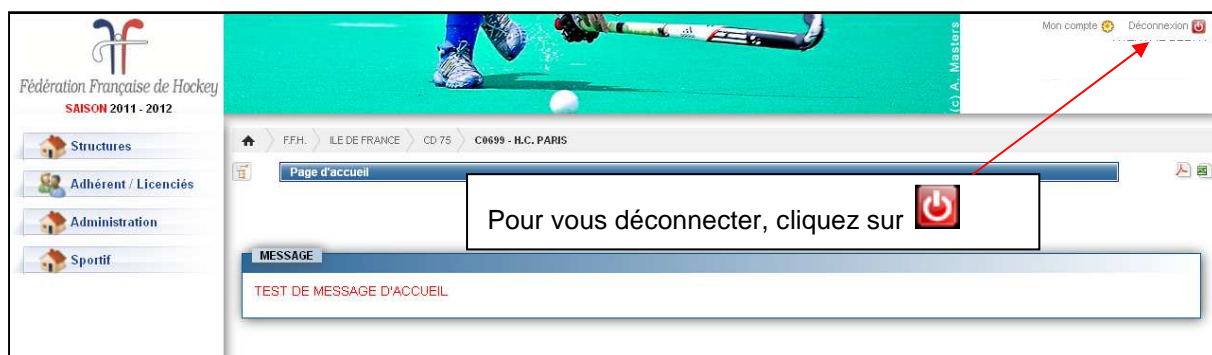 Mon compte Déconnexion
(c) A. Masters
Fédération Française de Hockey
SAISON 2011 - 2012
Structures
Adhérent / Licenciés
Administration
Sportif
F.F.H. ILE DE FRANCE CD 75 C0699 - H.C. PARIS
Page d'accueil
Pour vous déconnecter, cliquez sur
MESSAGE
TEST DE MESSAGE D'ACCUEIL